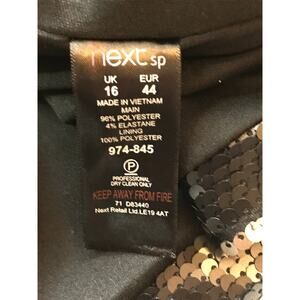 next sp
UK EUR
16 44
MADE IN VIETNAM
MAIN
96% POLYESTER
4% ELASTANE
LINING
100% POLYESTER
974-845
P
PROFESSIONAL
DRY CLEAN ONLY
KEEP AWAY FROM FIRE
71 D83440
Next Retail Ltd.LE19 4AT